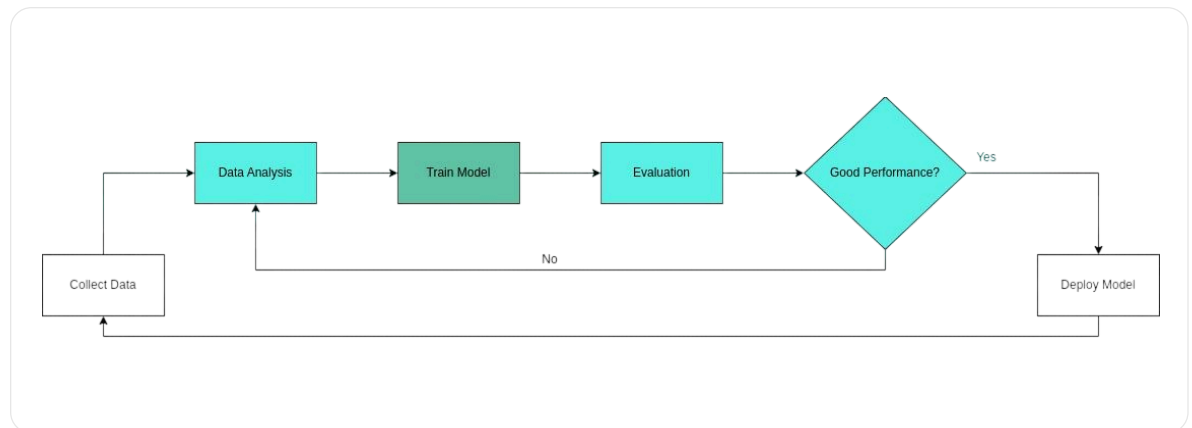 Data Analysis
Train Model
Evaluation
Good Performance?
Yes
No
Collect Data
Deploy Model